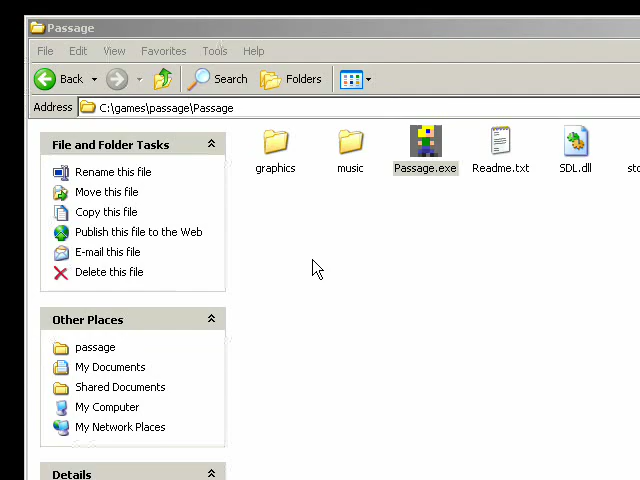 Passage
File Edit View Favorites Tools Help
Back Search Folders
Address C:\games\passage\Passage
File and Folder Tasks
Rename this file
Move this file
Copy this file
Publish this file to the Web
E-mail this file
Delete this file
Other Places
passage
My Documents
Shared Documents
My Computer
My Network Places
Details
graphics music Passage.exe Readme.txt SDL.dll